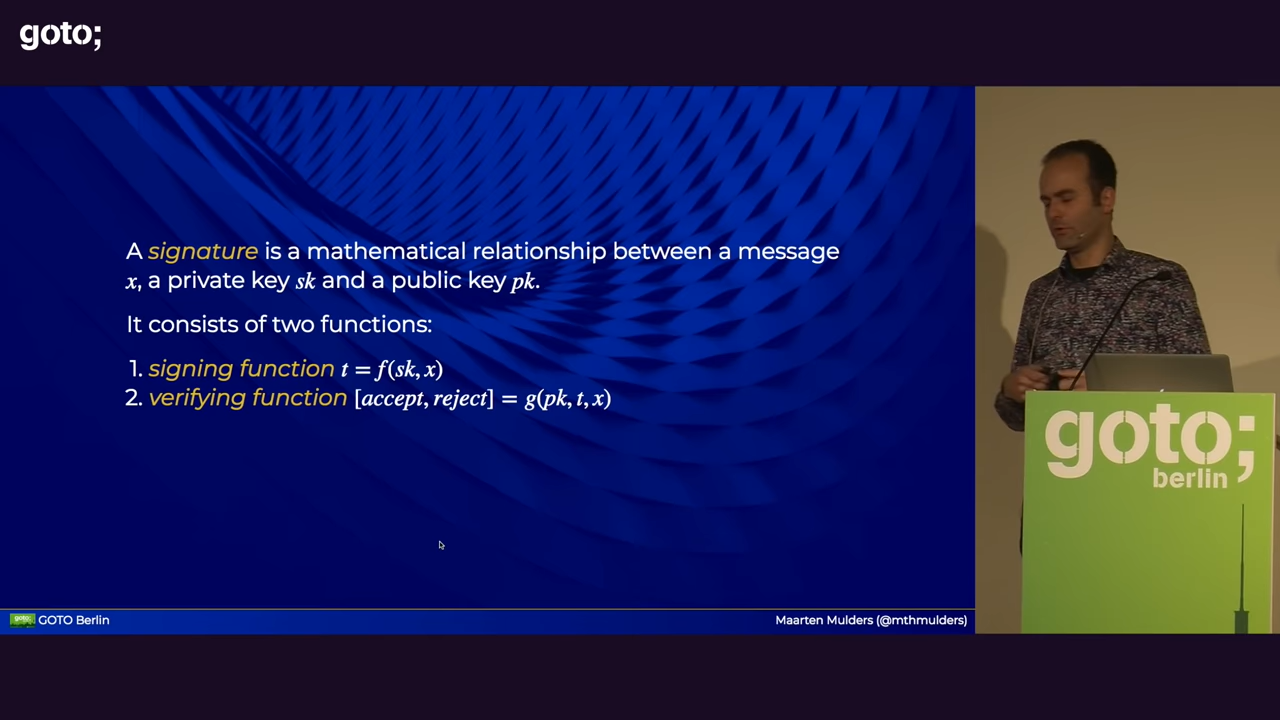 goto;
A signature is a mathematical relationship between a message
x, a private key sk and a public key pk.
It consists of two functions:
1. signing function t = f(sk, x)
2. verifying function [accept, reject] = g(pk, t, x)
goto;
berlin
goto;
GOTO Berlin
Maarten Mulders (@mthmulders)